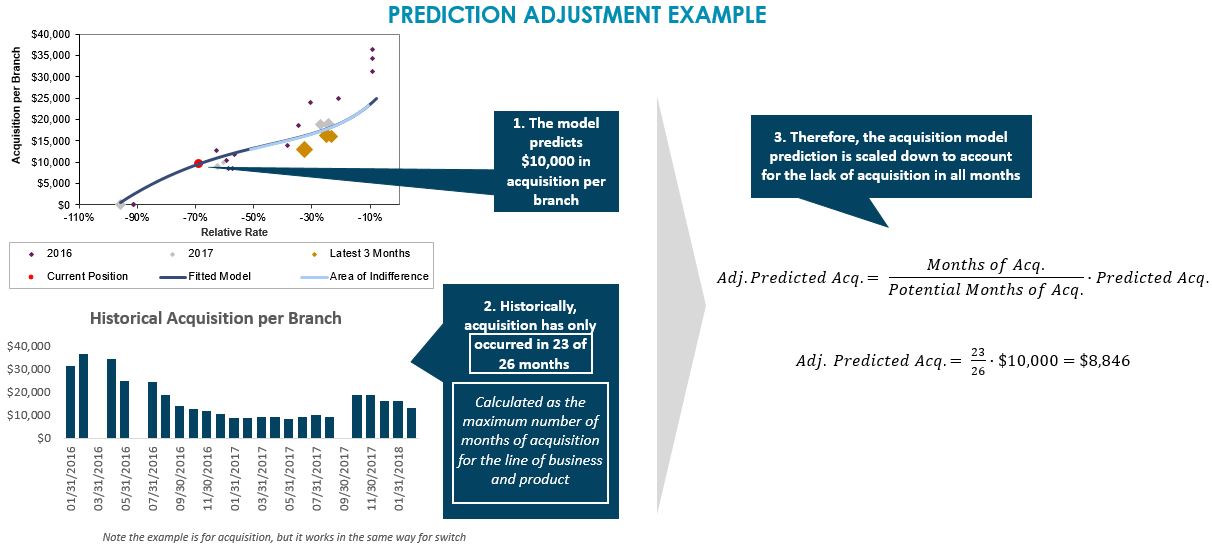 PREDICTION ADJUSTMENT EXAMPLE
Acquisition per Branch
$40,000
$35,000
$30,000
$25,000
$20,000
$15,000
$10,000
$5,000
$0
-110%
-90%
-70%
-50%
-30%
-10%
Relative Rate
2016
2017
Latest 3 Months
Current Position
Fitted Model
Area of Indifference
1. The model
predicts
$10,000 in
acquisition per
branch
Historical Acquisition per Branch
$40,000
$30,000
$20,000
$10,000
$0
01/31/2016
03/31/2016
05/31/2016
07/31/2016
09/30/2016
11/30/2016
01/31/2017
03/31/2017
05/31/2017
07/31/2017
09/30/2017
11/30/2017
01/31/2018
2. Historically,
acquisition has only
occurred in 23 of
26 months
Calculated as the
maximum number of
months of acquisition
for the line of business
and product
Note the example is for acquisition, but it works in the same way for switch
3. Therefore, the acquisition model
prediction is scaled down to account
for the lack of acquisition in all months
Adj. Predicted Acq. = Months of Acq. / Potential Months of Acq. · Predicted Acq.
Adj. Predicted Acq. = 23/26 · $10,000 = $8,846